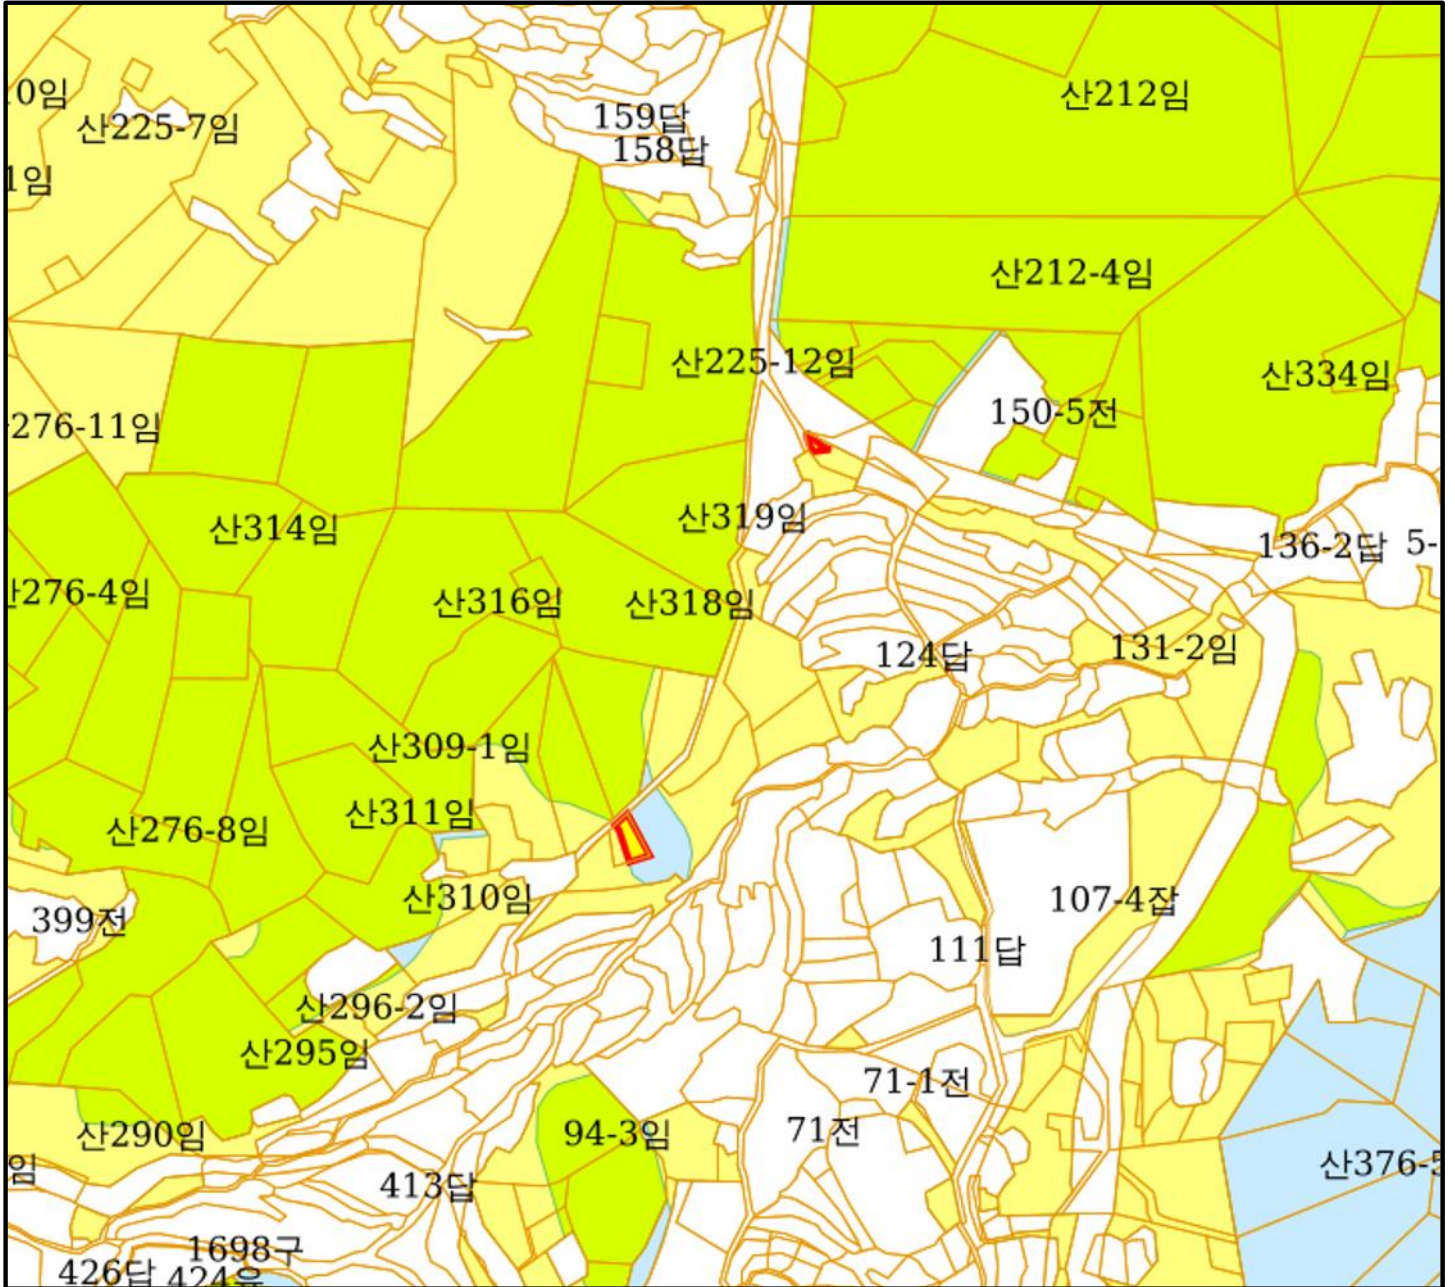 0임
산212임
산225-7임
159답
158답
1임
산212-4임
산225-12임
산334임
150-5전
276-11임
산314임
산319임
136-2답
5-
276-4임
산316임
산318임
124답
131-2임
산309-1임
산311임
산276-8임
산310임
107-4잡
399전
111답
산296-2임
산295임
71-1전
산290임
94-3임
71전
임
산376-5
413답
1698구
426답
424유